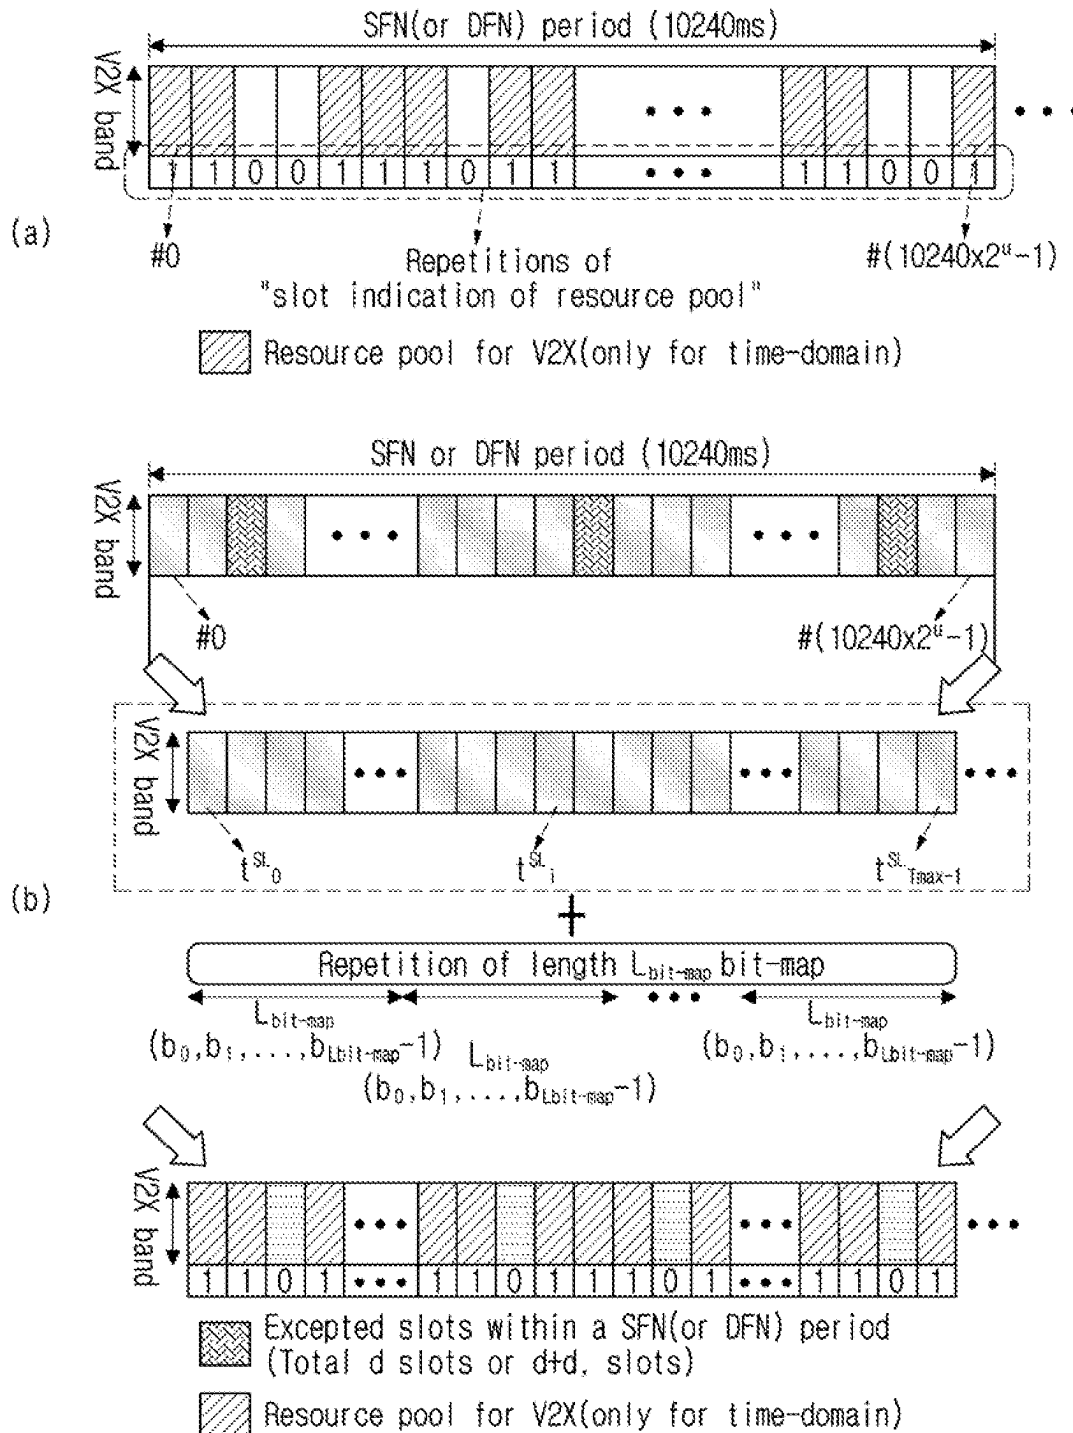 SFN(or DFN) period (10240ms)
V2X band
1 1 0 0 1 1 1 0 1 1 ••• 1 1 0 0 1
(a)
#0
Repetitions of
"slot indication of resource pool"
#(10240x2ᵘ-1)
Resource pool for V2X(only for time-domain)
SFN or DFN period (10240ms)
V2X band
#0
#(10240x2ᵘ-1)
V2X band
t^SL_0
t^SL_i
t^SL_Tmax-1
(b)
+
Repetition of length L_bit-map bit-map
L_bit-map
(b_0,b_1,....,b_Lbit-map-1)
L_bit-map
(b_0,b_1,....,b_Lbit-map-1)
•••
L_bit-map
(b_0,b_1,....,b_Lbit-map-1)
V2X band
1 1 0 1 ••• 1 1 0 1 1 1 0 1 ••• 1 1 0 1
Excepted slots within a SFN(or DFN) period
(Total d slots or d+d, slots)
Resource pool for V2X(only for time-domain)